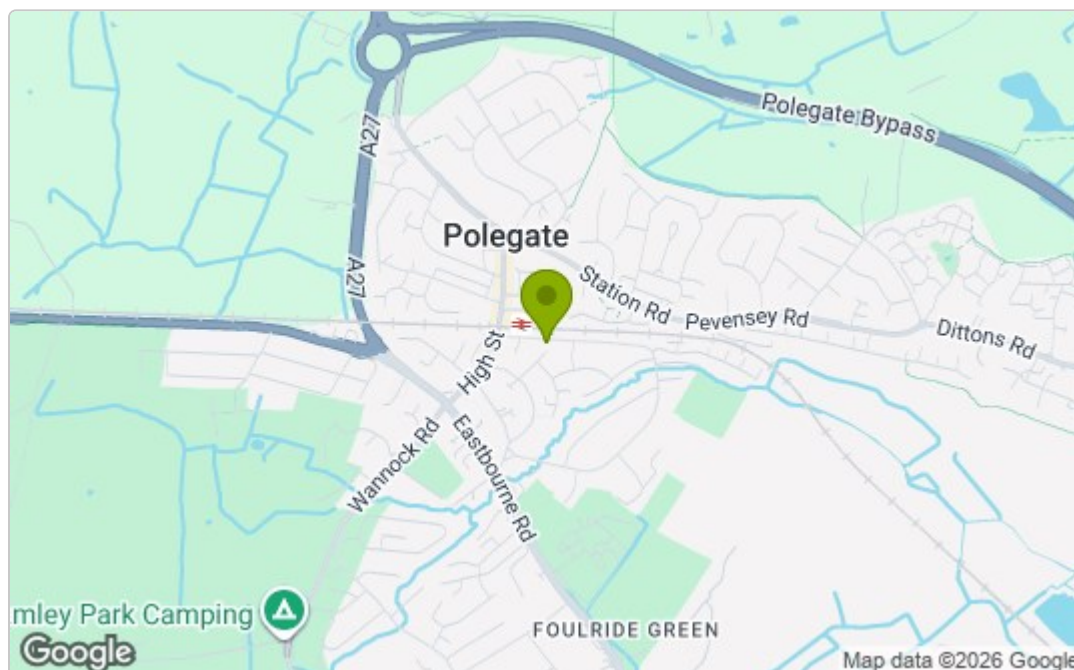 Polegate Bypass
A27
Polegate
A27
Station Rd
Pevensey Rd
Dittons Rd
High St
Wannock Rd
Eastbourne Rd
mley Park Camping
FOULRIDE GREEN
Google
Map data ©2026 Google